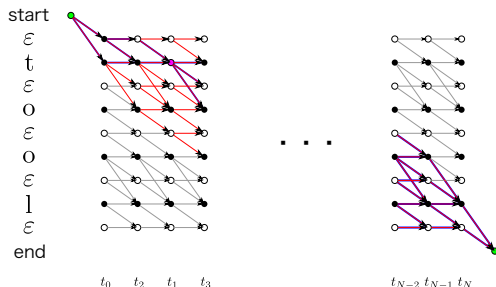 start
ε
t
ε
o
ε
o
ε
l
ε
end
. . .
t₀ t₂ t₁ t₃ t_{N−2} t_{N−1} t_N